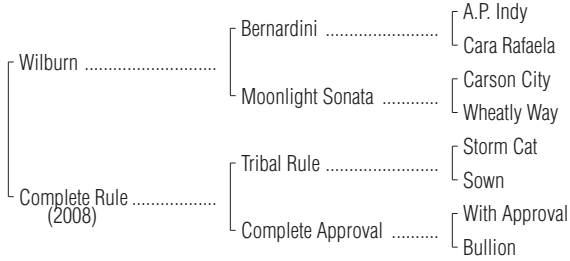 A.P. Indy
Bernardini ..........................
Cara Rafaela
Wilburn ..............................
Carson City
Moonlight Sonata ............
Wheatly Way
Storm Cat
Tribal Rule ..........................
Sown
Complete Rule ...................
(2008)
With Approval
Complete Approval ..........
Bullion